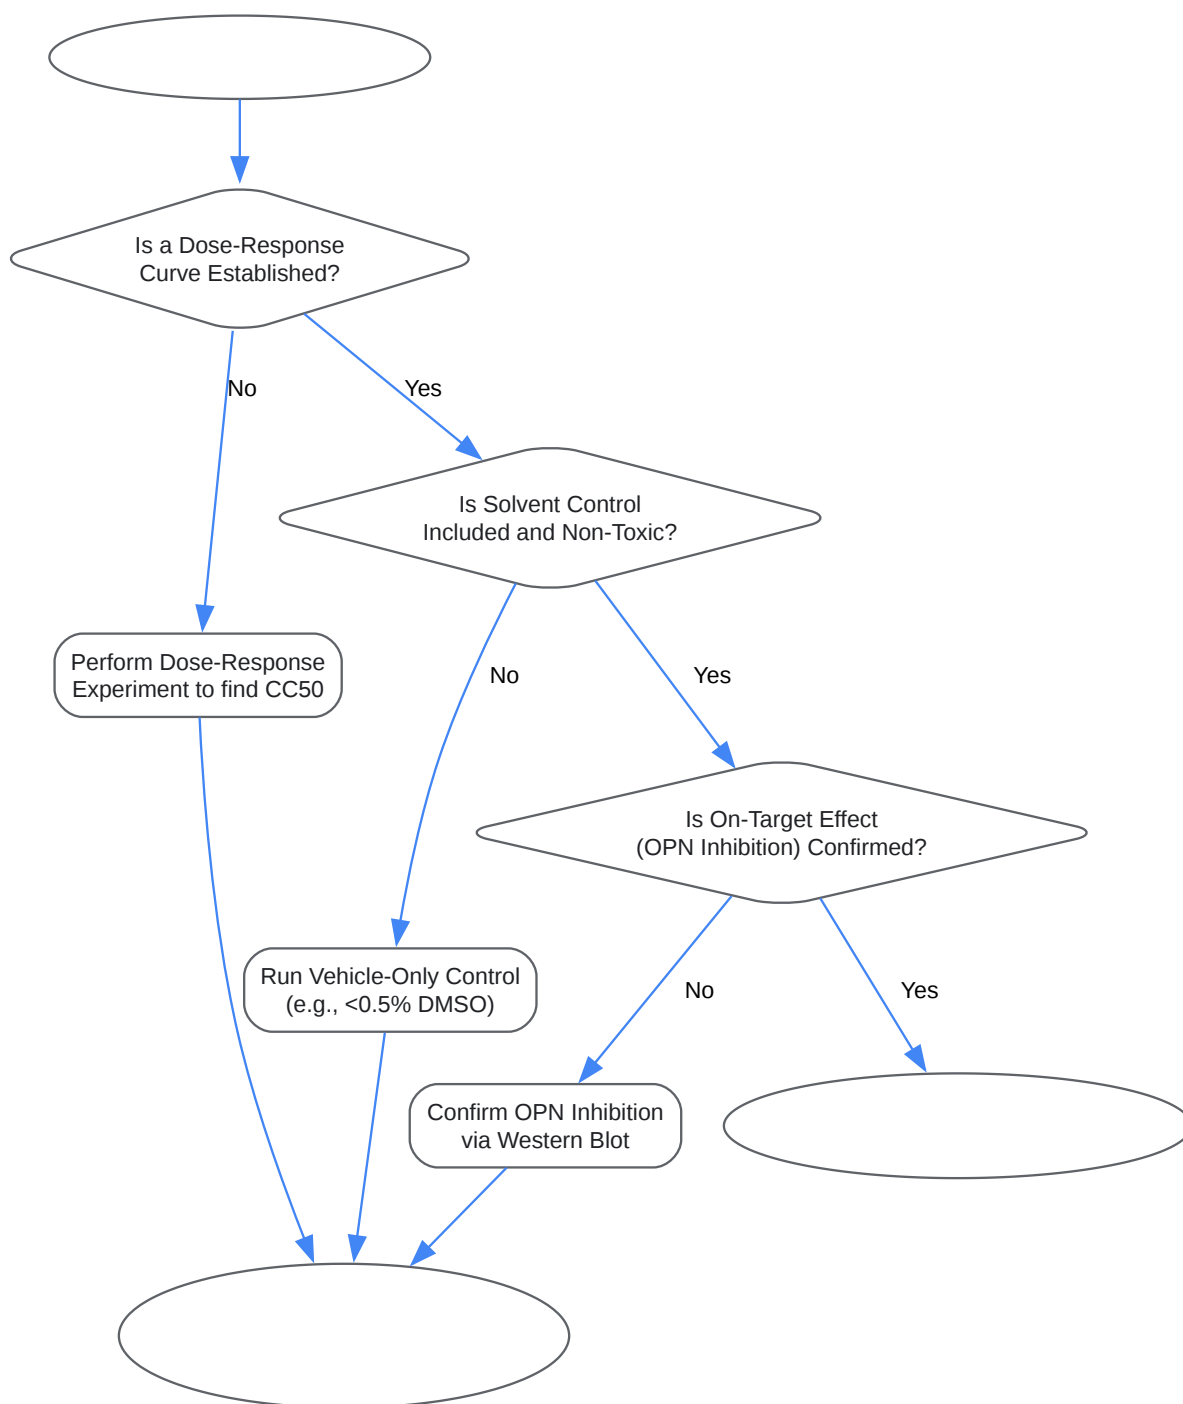 Is a Dose-Response
Curve Established?
No
Yes
Is Solvent Control
Included and Non-Toxic?
Perform Dose-Response
Experiment to find CC50
No
Yes
Is On-Target Effect
(OPN Inhibition) Confirmed?
Run Vehicle-Only Control
(e.g., <0.5% DMSO)
No
Yes
Confirm OPN Inhibition
via Western Blot